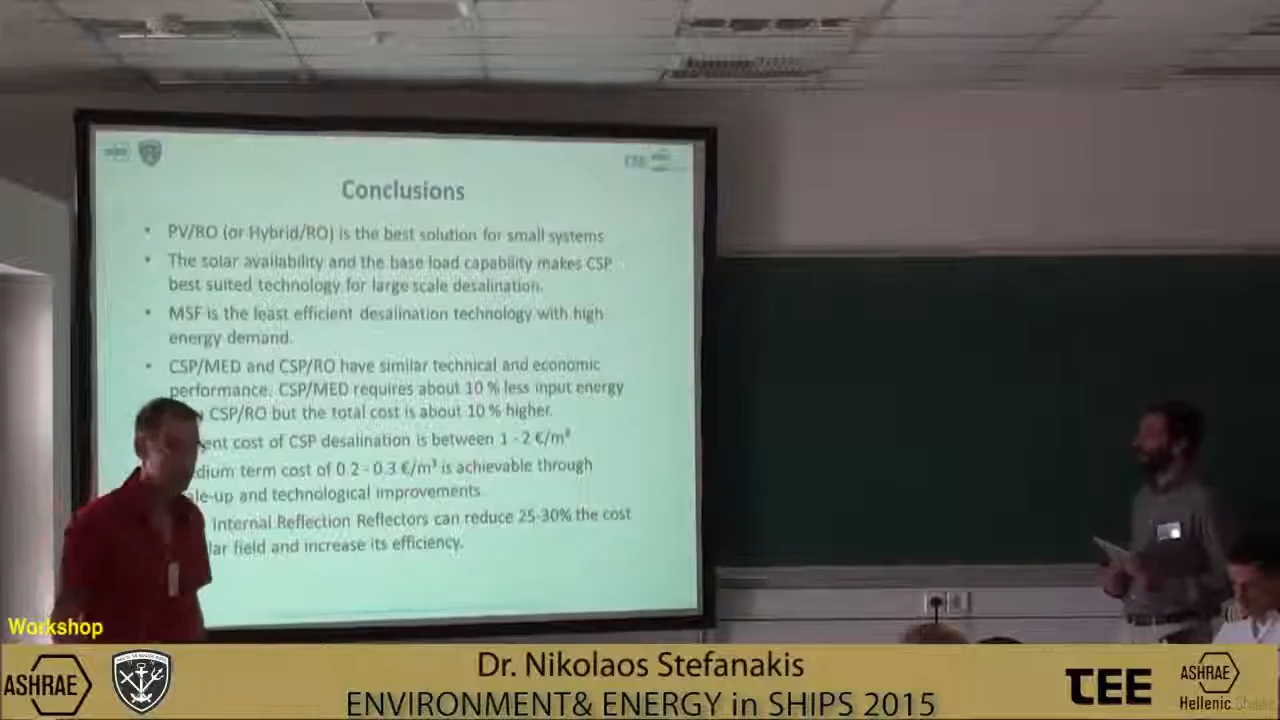 Conclusions
• PV/RO (or Hybrid/RO) is the best solution for small systems
• The solar availability and the base load capability makes CSP
best suited technology for large scale desalination.
• MSF is the least efficient desalination technology with high
energy demand.
• CSP/MED and CSP/RO have similar technical and economic
performance. CSP/MED requires about 10 % less input energy
CSP/RO but the total cost is about 10 % higher.
ent cost of CSP desalination is between 1 - 2 €/m³
dium term cost of 0.2 - 0.3 €/m³ is achievable through
le-up and technological improvements
Internal Reflection Reflectors can reduce 25-30% the cost
lar field and increase its efficiency.
Workshop
ASHRAE
Dr. Nikolaos Stefanakis
ENVIRONMENT& ENERGY in SHIPS 2015
TEE
ASHRAE
Hellenic